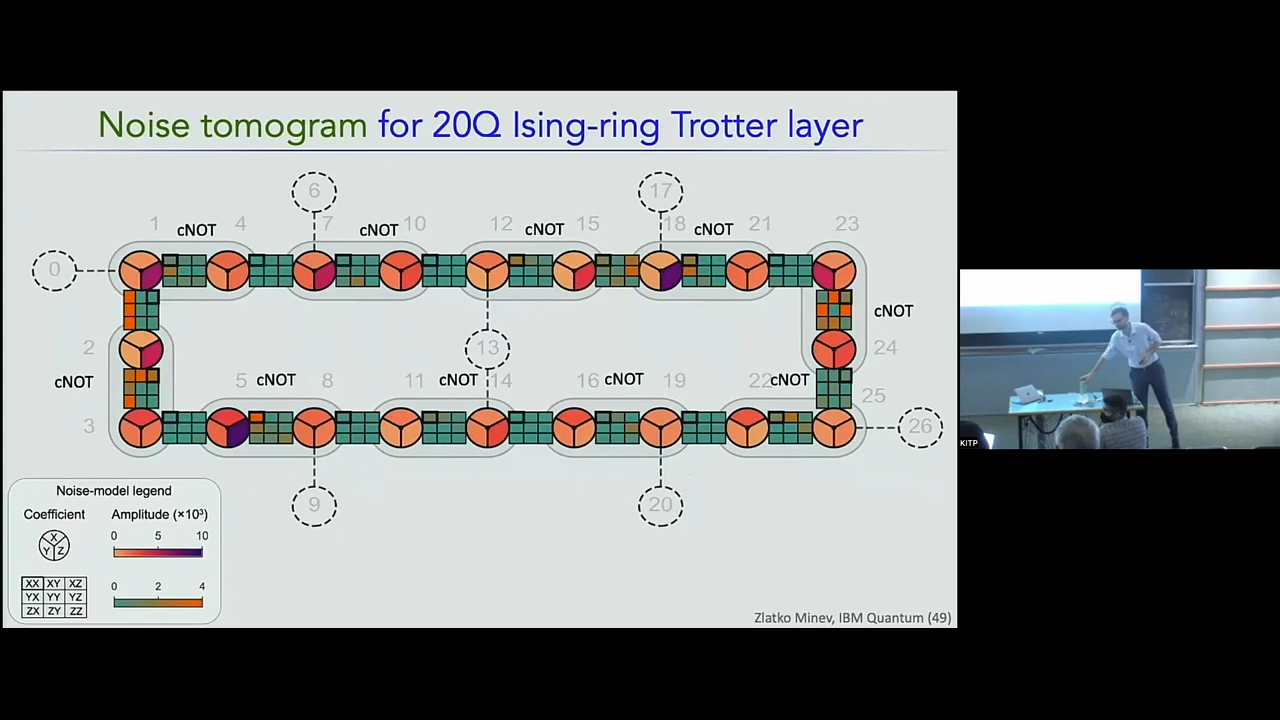 Noise tomogram for 20Q Ising-ring Trotter layer
6
17
1 cNOT 4
7 cNOT 10
12 cNOT 15
18 cNOT 21
23
0
cNOT
2
13
24
cNOT
5 cNOT 8
11 cNOT 14
16 cNOT 19
22 cNOT
25
3
26
9
20
Noise-model legend
Coefficient Amplitude (×10³)
0 5 10
X
Y Z
XX XY XZ
YX YY YZ
ZX ZY ZZ
0 2 4
Zlatko Minev, IBM Quantum (49)
KITP